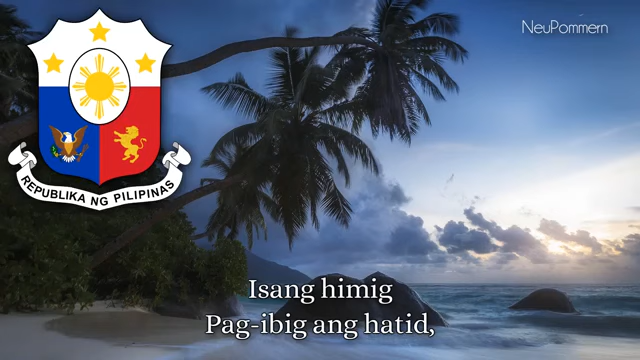 NeuPommern
REPUBLIKA NG PILIPINAS
Isang himig
Pag-ibig ang hatid,